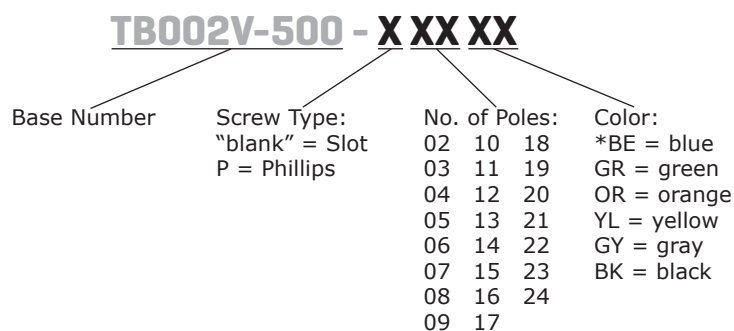 TB002V-500 - X XX XX
Base Number
Screw Type:
“blank” = Slot
P = Phillips
No. of Poles:
02 10 18
03 11 19
04 12 20
05 13 21
06 14 22
07 15 23
08 16 24
09 17
Color:
*BE = blue
GR = green
OR = orange
YL = yellow
GY = gray
BK = black